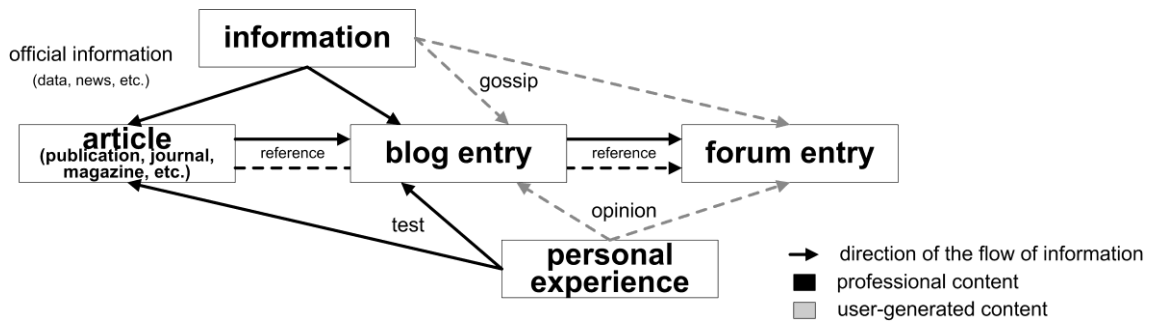 information
official information
(data, news, etc.)
gossip
article
(publication, journal,
magazine, etc.)
reference
blog entry
reference
forum entry
test
opinion
personal
experience
direction of the flow of information
professional content
user-generated content